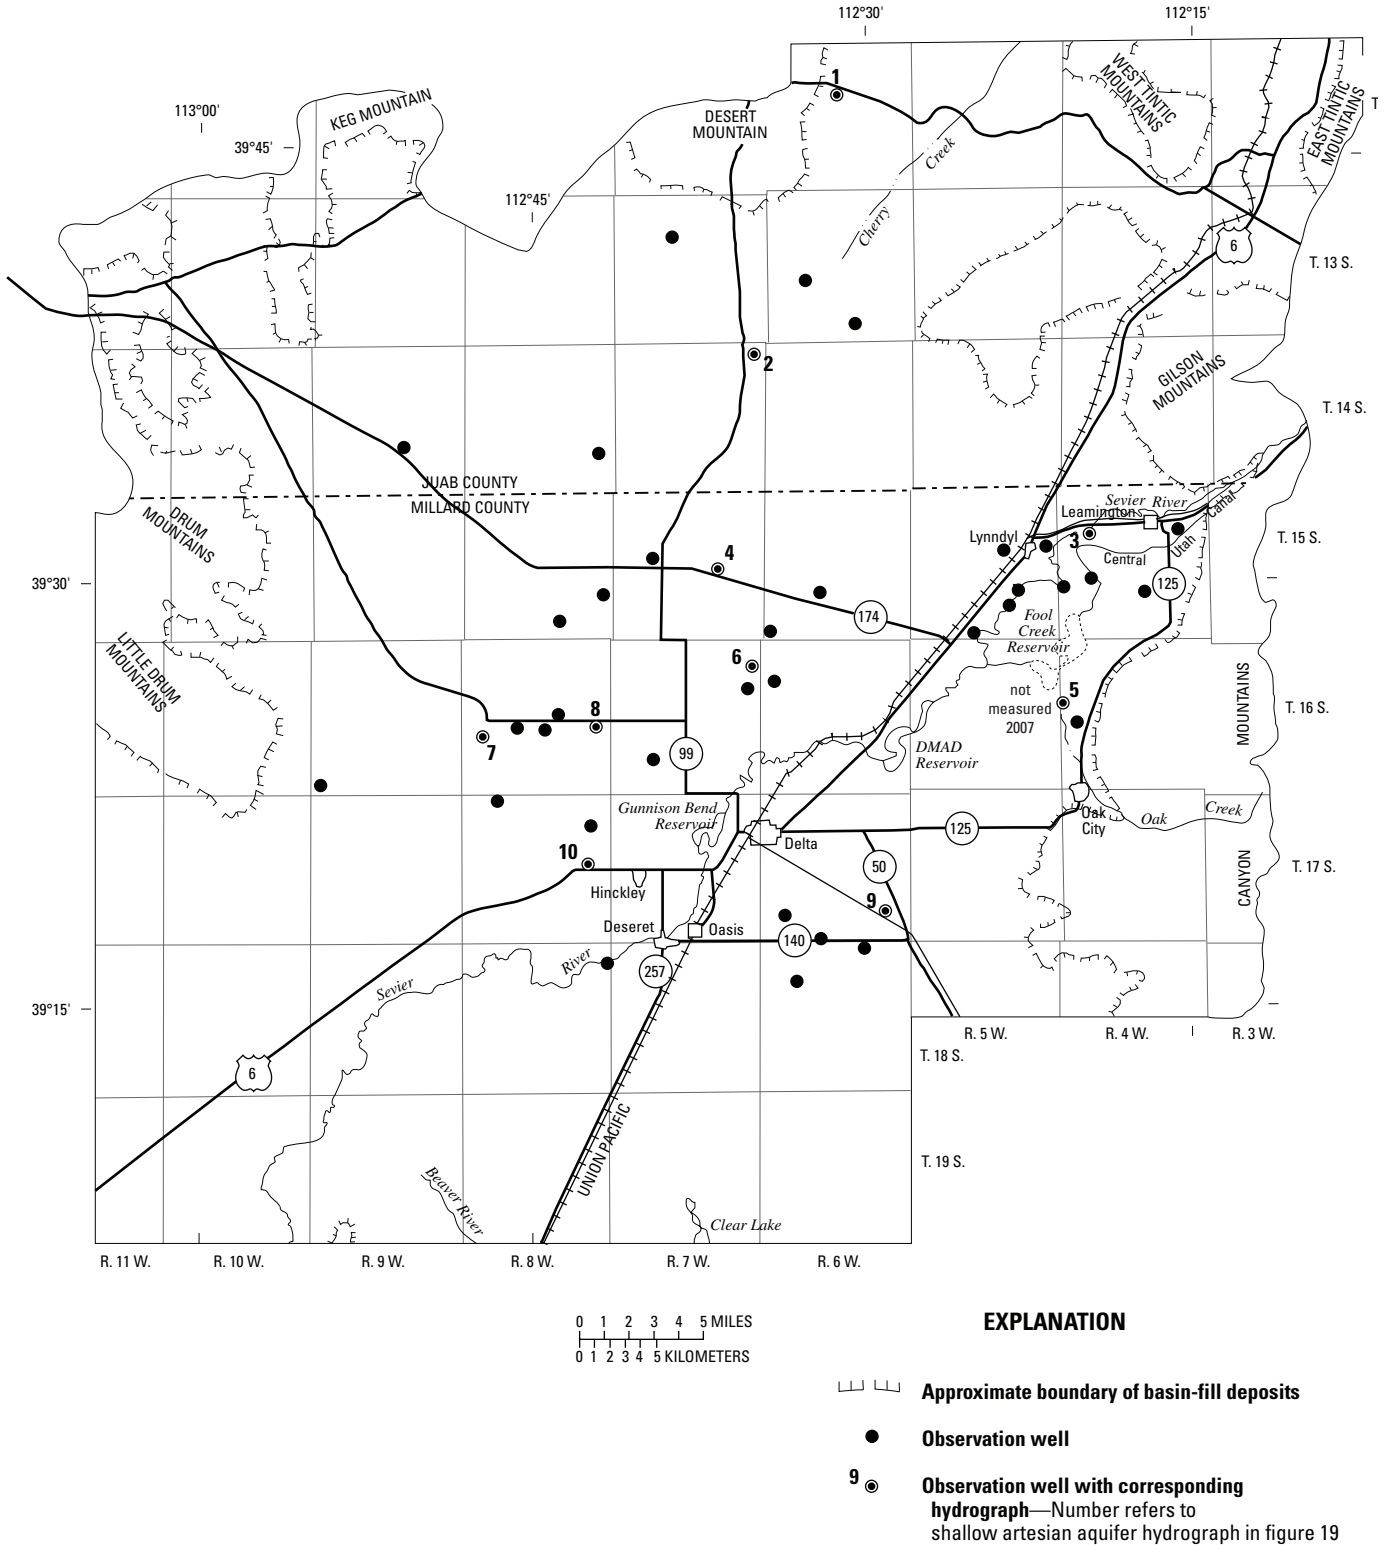 112°30'
112°15'
1
WEST TINTIC
MOUNTAINS
EAST TINTIC
MOUNTAINS
T
113°00'
KEG MOUNTAIN
DESERT
MOUNTAIN
39°45'
Creek
112°45'
Cherry
6
T. 13 S.
2
GILSON
MOUNTAINS
T. 14 S.
JUAB COUNTY
MILLARD COUNTY
DRUM
MOUNTAINS
Sevier River
Leamington
Canal
Lynndyl
3
Utah
T. 15 S.
4
Central
39°30'
125
174
Fool
Creek
Reservoir
LITTLE DRUM
MOUNTAINS
6
not
measured
2007
5
MOUNTAINS
T. 16 S.
8
7
99
DMAD
Reservoir
Gunnison Bend
Reservoir
Oak
City
Oak
Creek
Delta
125
10
50
T. 17 S.
Hinckley
CANYON
9
Deseret
Oasis
140
River
257
Sevier
39°15'
R. 5 W.
R. 4 W.
R. 3 W.
T. 18 S.
6
UNION PACIFIC
T. 19 S.
Beaver River
Clear Lake
R. 11 W.
R. 10 W.
R. 9 W.
R. 8 W.
R. 7 W.
R. 6 W.
0 1 2 3 4 5 MILES
0 1 2 3 4 5 KILOMETERS
EXPLANATION
Approximate boundary of basin-fill deposits
Observation well
9 Observation well with corresponding
hydrograph—Number refers to
shallow artesian aquifer hydrograph in figure 19